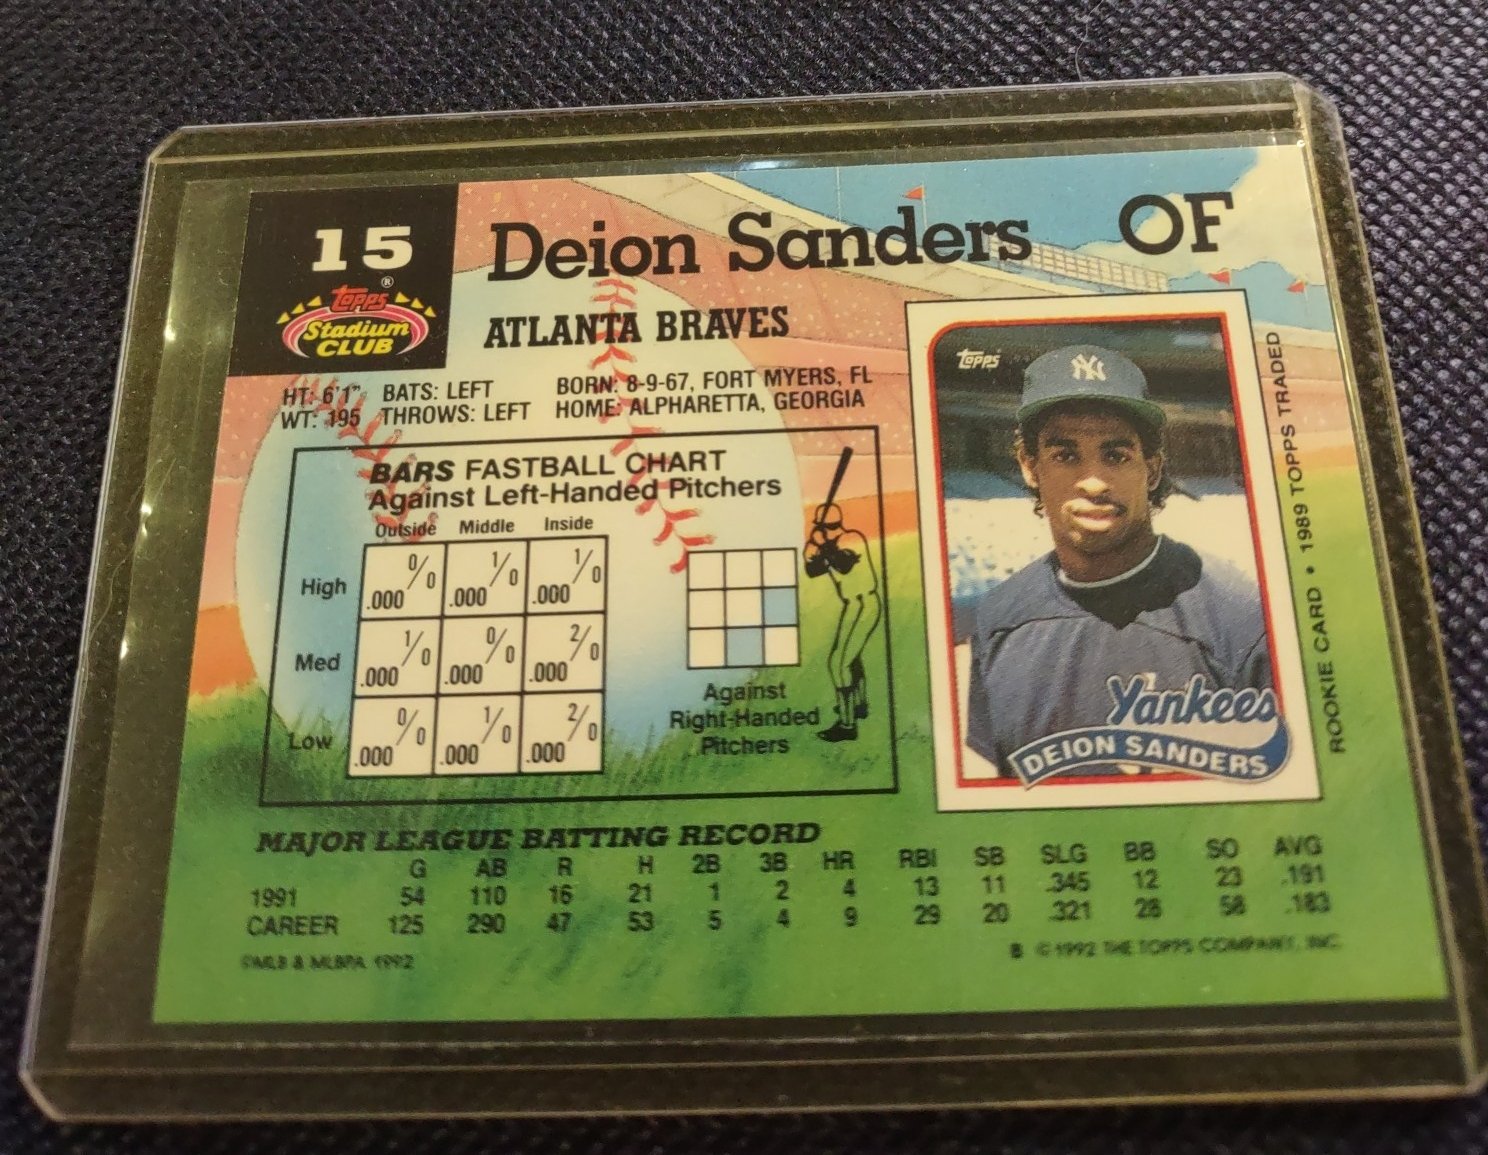 15
Topps®
Stadium
CLUB
Deion Sanders OF
ATLANTA BRAVES
HT: 6'1" BATS: LEFT BORN: 8-9-67, FORT MYERS, FL
WT: 195 THROWS: LEFT HOME: ALPHARETTA, GEORGIA
BARS FASTBALL CHART
Against Left-Handed Pitchers
Outside Middle Inside
High 0/0 1/0 1/0
.000 .000 .000
Med 1/0 0/0 2/0
.000 .000 .000
Low 0/0 1/0 2/0
.000 .000 .000
Against
Right-Handed
Pitchers
Topps
NY
Yankees
DEION SANDERS
ROOKIE CARD • 1989 TOPPS TRADED
MAJOR LEAGUE BATTING RECORD
G AB R H 2B 3B HR RBI SB SLG BB SO AVG
1991 54 110 16 21 1 2 4 13 11 .345 12 23 .191
CAREER 125 290 47 53 5 4 9 29 20 .321 28 58 .183
©MLB & MLBPA 1992
B ©1992 THE TOPPS COMPANY, INC.